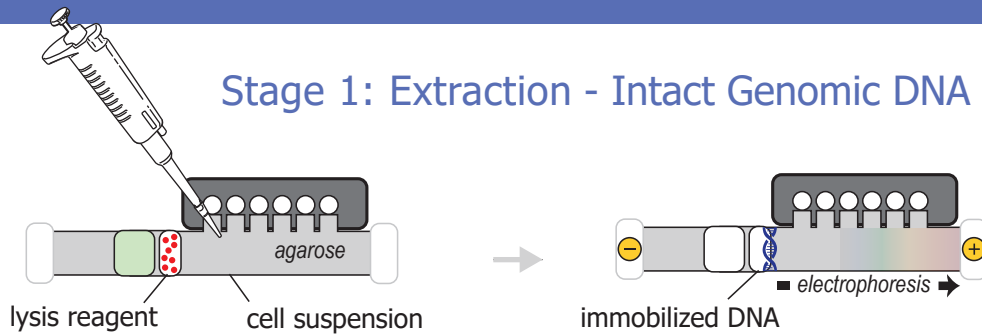 Stage 1: Extraction - Intact Genomic DNA
agarose
lysis reagent
cell suspension
−
+
electrophoresis
immobilized DNA